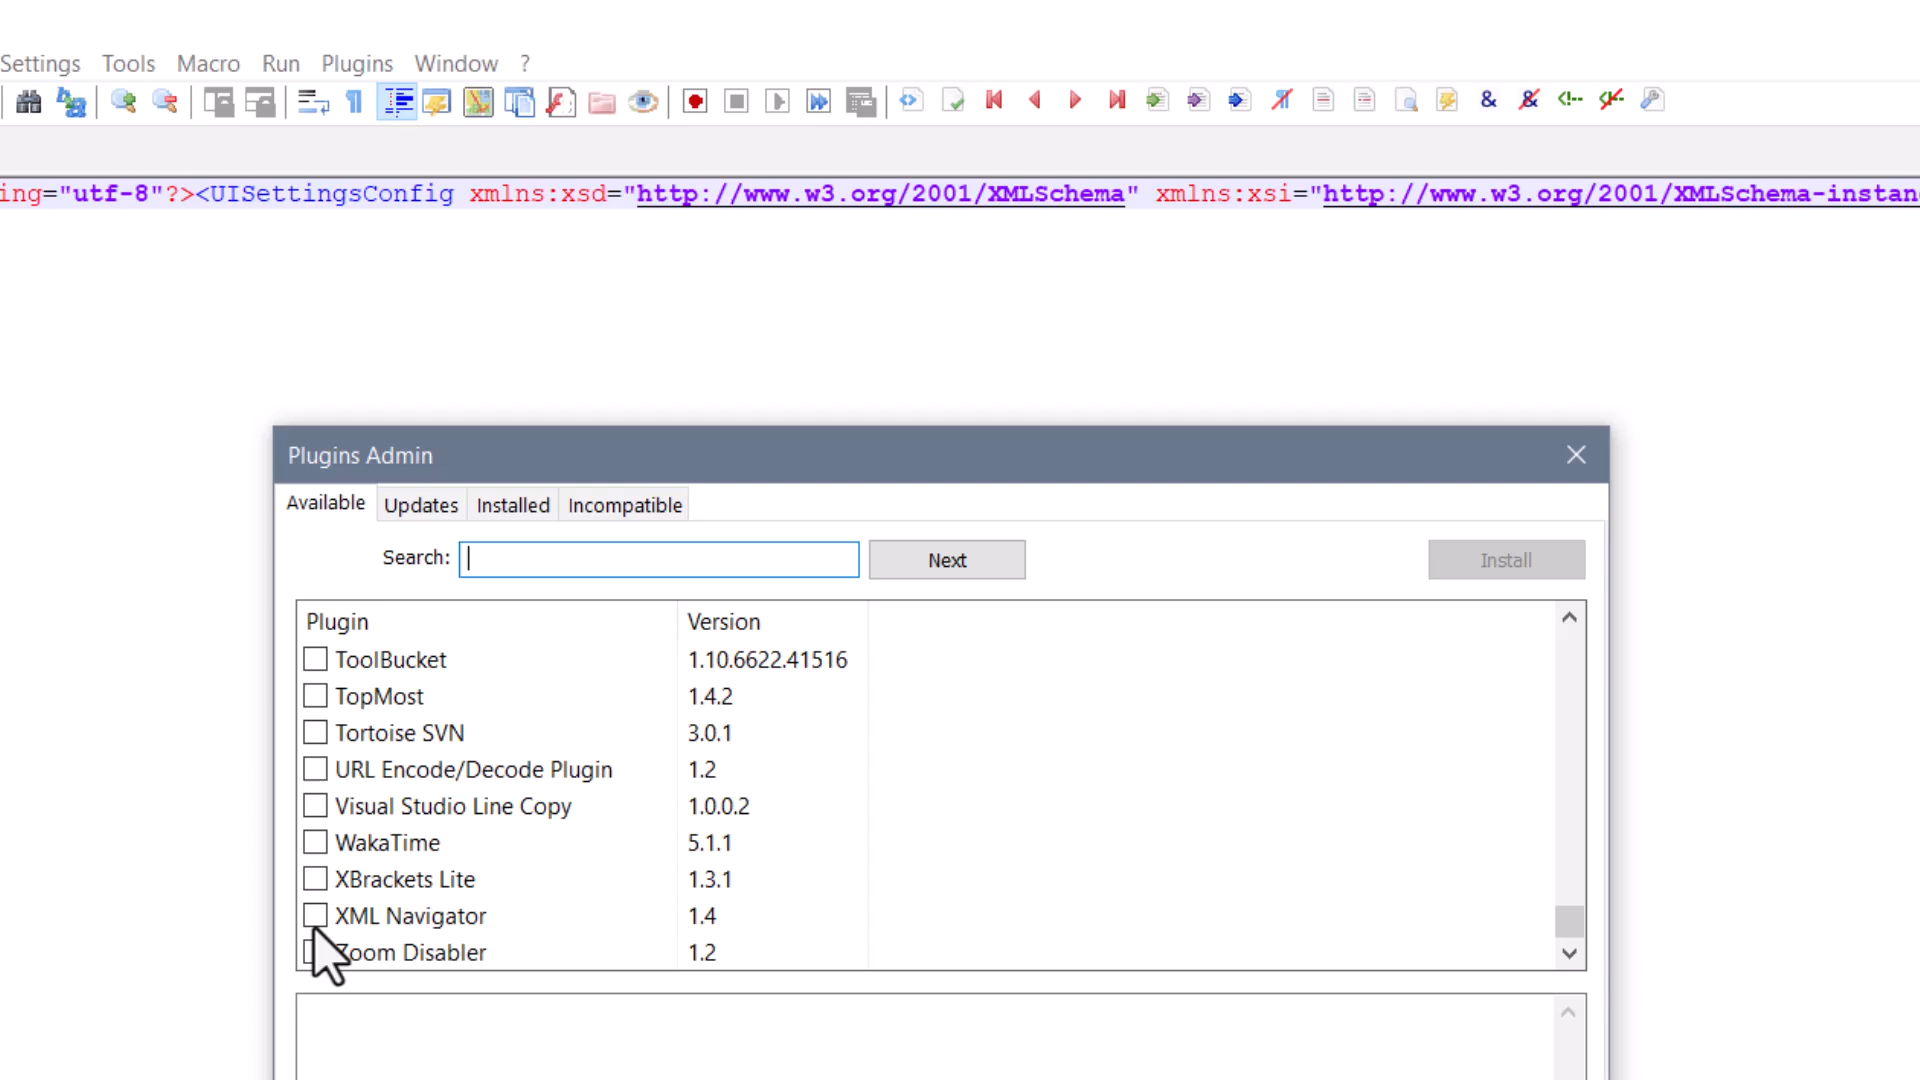 Settings Tools Macro Run Plugins Window ?
ing="utf-8"?><UISettingsConfig xmlns:xsd="http://www.w3.org/2001/XMLSchema" xmlns:xsi="http://www.w3.org/2001/XMLSchema-instan
Plugins Admin
Available Updates Installed Incompatible
Search: Next Install
Plugin Version
ToolBucket 1.10.6622.41516
TopMost 1.4.2
Tortoise SVN 3.0.1
URL Encode/Decode Plugin 1.2
Visual Studio Line Copy 1.0.0.2
WakaTime 5.1.1
XBrackets Lite 1.3.1
XML Navigator 1.4
Zoom Disabler 1.2